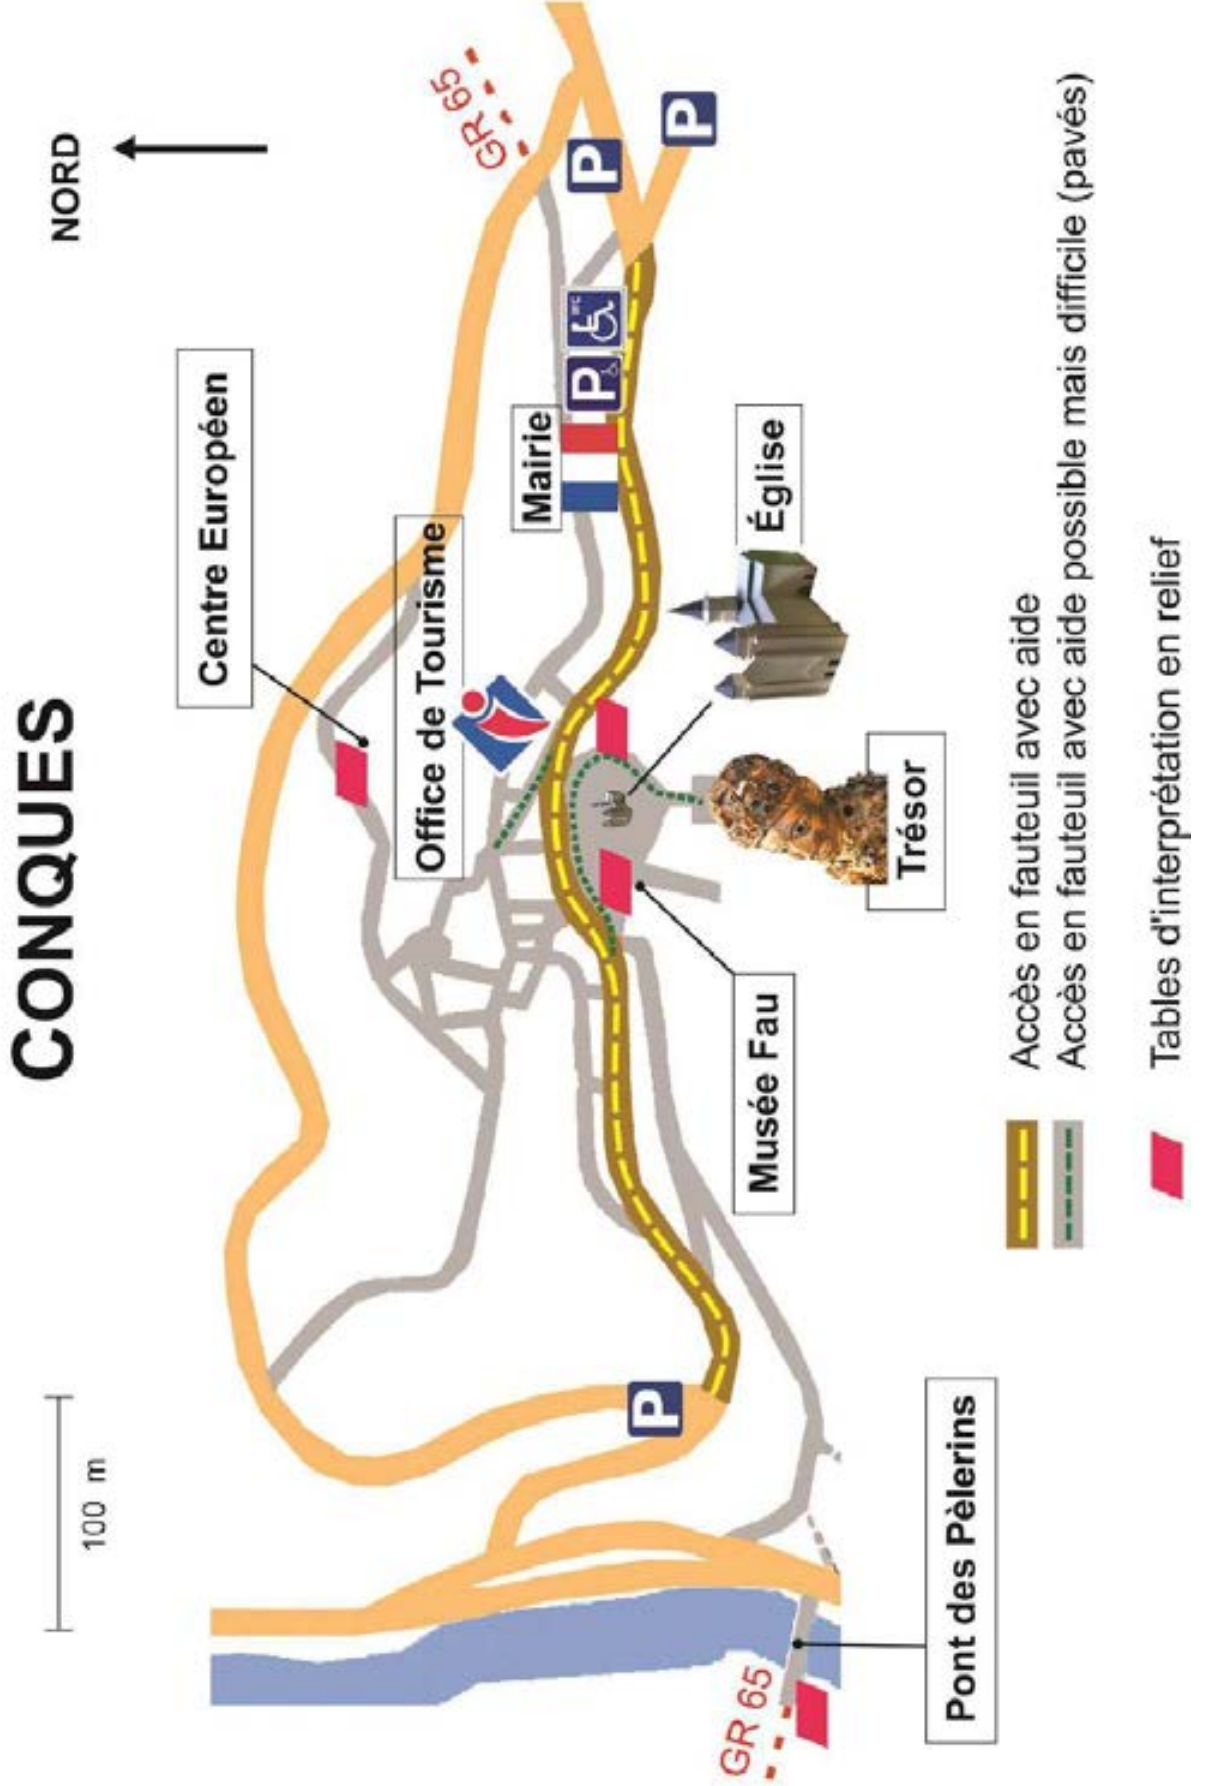 CONQUES
NORD
100 m
Centre Européen
GR 65
Office de Tourisme
Mairie
P
P
P
WC
P
Église
Musée Fau
Trésor
P
Pont des Pèlerins
GR 65
Accès en fauteuil avec aide
Accès en fauteuil avec aide possible mais difficile (pavés)
Tables d'interprétation en relief